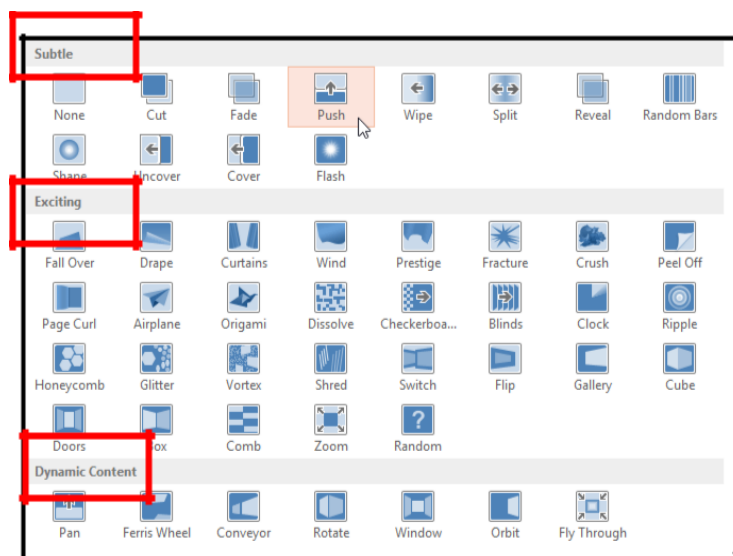 Subtle
None Cut Fade Push Wipe Split Reveal Random Bars
Shape Uncover Cover Flash
Exciting
Fall Over Drape Curtains Wind Prestige Fracture Crush Peel Off
Page Curl Airplane Origami Dissolve Checkerboa... Blinds Clock Ripple
Honeycomb Glitter Vortex Shred Switch Flip Gallery Cube
Doors Box Comb Zoom Random
Dynamic Content
Pan Ferris Wheel Conveyor Rotate Window Orbit Fly Through